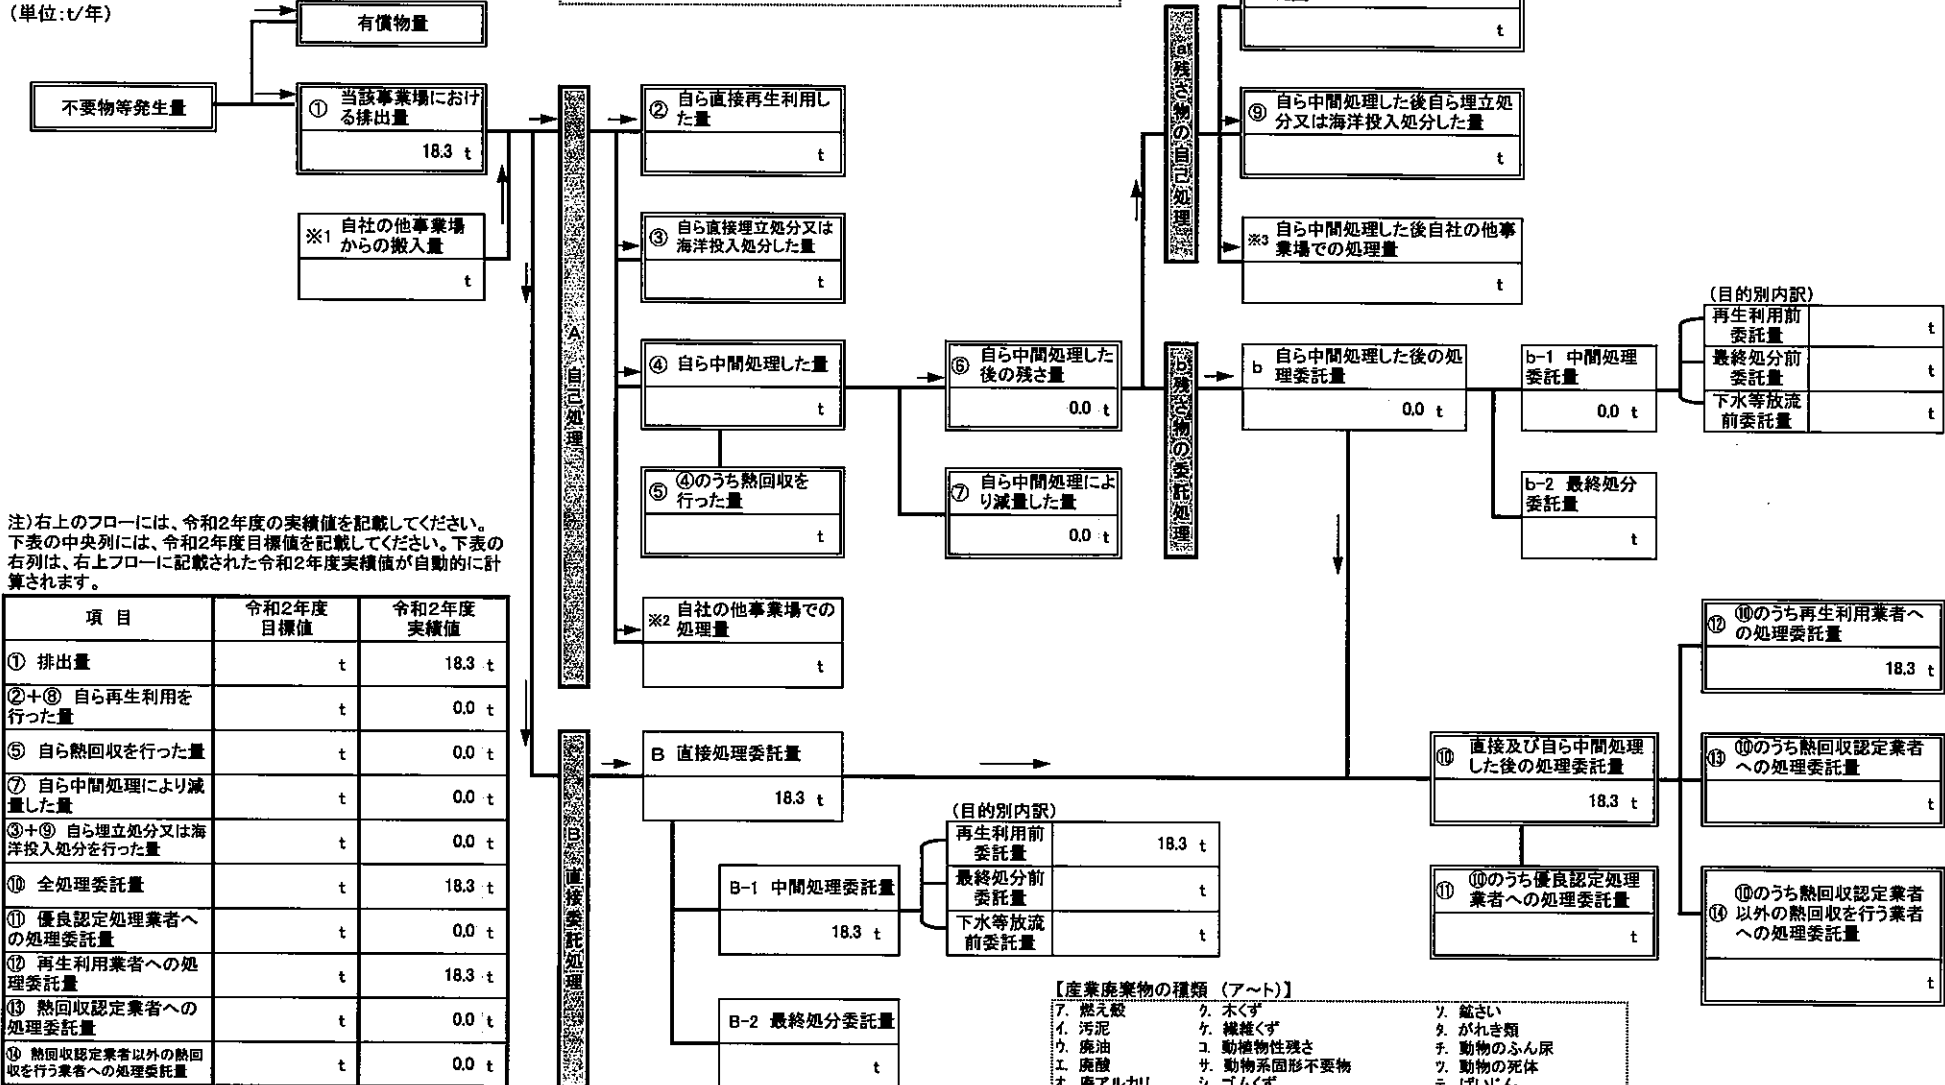 (単位:t/年)
有償物量
不要物等発生量
① 当該事業場におけ
る排出量
18.3 t
※1 自社の他事業場
からの搬入量
t
A 自己処理
② 自ら直接再生利用し
た量
t
③ 自ら直接埋立処分又は
海洋投入処分した量
t
④ 自ら中間処理した量
t
⑤ ④のうち熱回収を
行った量
t
※2 自社の他事業場での
処理量
t
⑥ 自ら中間処理した
後の残さ量
0.0 t
⑦ 自ら中間処理によ
り減量した量
0.0 t
a 残さ物の自己処理
t
⑨ 自ら中間処理した後自ら埋立処
分又は海洋投入処分した量
t
※3 自ら中間処理した後自社の他事
業場での処理量
t
b 残さ物の委託処理
b 自ら中間処理した後の処
理委託量
0.0 t
b-1 中間処理
委託量
0.0 t
(目的別内訳)
再生利用前
委託量 t
最終処分前
委託量 t
下水等放流
前委託量 t
b-2 最終処分
委託量
t
注)右上のフローには、令和2年度の実績値を記載してください。
下表の中央列には、令和2年度目標値を記載してください。下表の
右列は、右上フローに記載された令和2年度実績値が自動的に計
算されます。
項 目 令和2年度 目標値 令和2年度 実績値
① 排出量 t 18.3 t
②+⑧ 自ら再生利用を
行った量 t 0.0 t
⑤ 自ら熱回収を行った量 t 0.0 t
⑦ 自ら中間処理により減
量した量 t 0.0 t
③+⑨ 自ら埋立処分又は海
洋投入処分を行った量 t 0.0 t
⑩ 全処理委託量 t 18.3 t
⑪ 優良認定処理業者へ
の処理委託量 t 0.0 t
⑫ 再生利用業者への処
理委託量 t 18.3 t
⑬ 熱回収認定業者への
処理委託量 t 0.0 t
⑭ 熱回収認定業者以外の熱回
収を行う業者への処理委託量 t 0.0 t
B 直接委託処理
B 直接処理委託量
18.3 t
B-1 中間処理委託量
18.3 t
(目的別内訳)
再生利用前
委託量 18.3 t
最終処分前
委託量 t
下水等放流
前委託量 t
B-2 最終処分委託量
t
⑩ 直接及び自ら中間処理
した後の処理委託量
18.3 t
⑪ ⑩のうち優良認定処理
業者への処理委託量
t
⑫ ⑩のうち再生利用業者へ
の処理委託量
18.3 t
⑬ ⑩のうち熱回収認定業者
への処理委託量
t
⑭ ⑩のうち熱回収認定業者
以外の熱回収を行う業者
への処理委託量
t
【産業廃棄物の種類 (ア~ト)】
ア. 燃え殻 ク. 木くず ソ. 鉱さい
イ. 汚泥 ケ. 繊維くず タ. がれき類
ウ. 廃油 コ. 動植物性残さ チ. 動物のふん尿
エ. 廃酸 サ. 動物系固形不要物 ツ. 動物の死体
オ. 廃アルカリ シ. ゴムくず テ. ばいじん